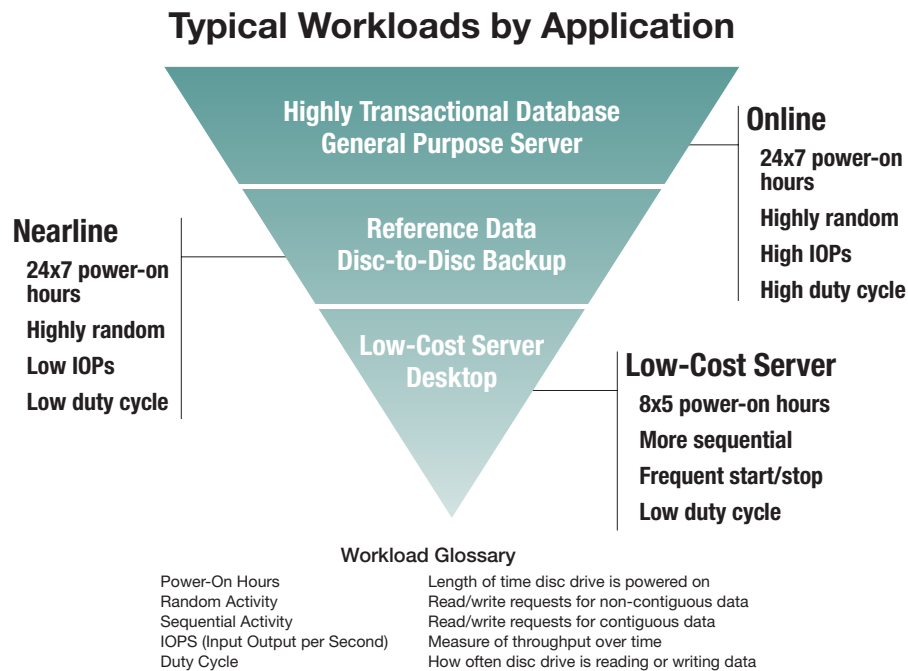 Typical Workloads by Application
Highly Transactional Database
General Purpose Server
Online
24x7 power-on
hours
Highly random
High IOPs
High duty cycle
Reference Data
Disc-to-Disc Backup
Nearline
24x7 power-on
hours
Highly random
Low IOPs
Low duty cycle
Low-Cost Server
Desktop
Low-Cost Server
8x5 power-on hours
More sequential
Frequent start/stop
Low duty cycle
Workload Glossary
Power-On Hours Length of time disc drive is powered on
Random Activity Read/write requests for non-contiguous data
Sequential Activity Read/write requests for contiguous data
IOPS (Input Output per Second) Measure of throughput over time
Duty Cycle How often disc drive is reading or writing data